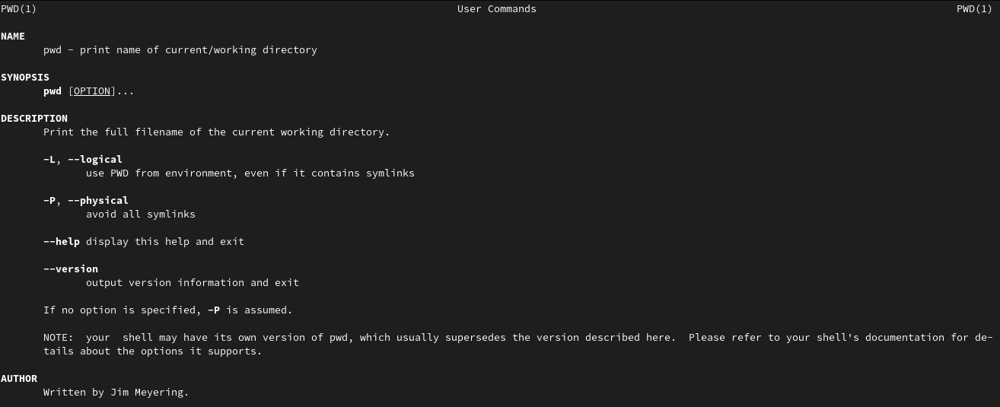 PWD(1) User Commands PWD(1)
NAME
pwd - print name of current/working directory
SYNOPSIS
pwd [OPTION]...
DESCRIPTION
Print the full filename of the current working directory.
-L, --logical
use PWD from environment, even if it contains symlinks
-P, --physical
avoid all symlinks
--help display this help and exit
--version
output version information and exit
If no option is specified, -P is assumed.
NOTE:  your  shell may have its own version of pwd, which usually supersedes the version described here.  Please refer to your shell's documentation for de-
tails about the options it supports.
AUTHOR
Written by Jim Meyering.